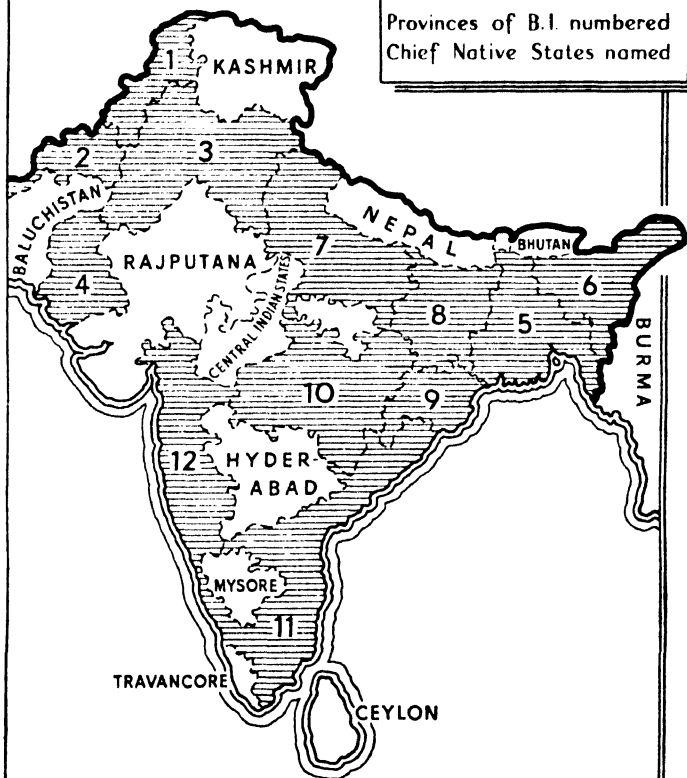 Provinces of B.I. numbered
Chief Native States named
1
KASHMIR
2
3
BALUCHISTAN
NEPAL
BHUTAN
RAJPUTANA
7
4
6
CENTRAL INDIAN STATES
8
5
BURMA
10
9
12
HYDER-
ABAD
MYSORE
11
TRAVANCORE
CEYLON